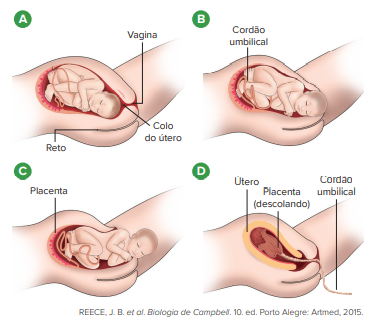 A
Vagina
Colo
do útero
Reto
B
Cordão
umbilical
C
Placenta
D
Útero
Placenta
(descolando)
Cordão
umbilical
REECE, J. B. et al. Biologia de Campbell. 10. ed. Porto Alegre: Artmed, 2015.